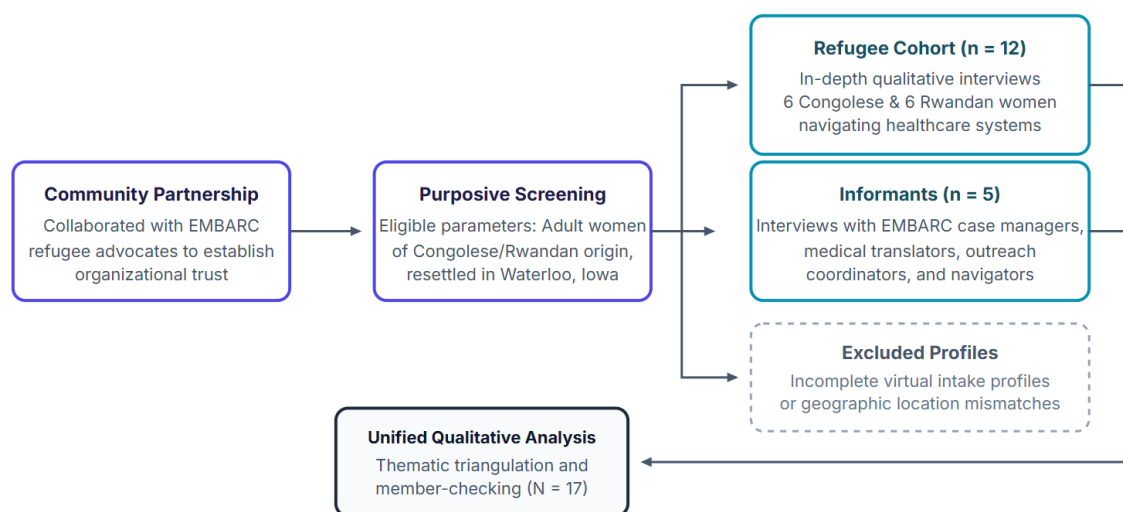 Community Partnership
Collaborated with EMBARC
refugee advocates to establish
organizational trust
Purposive Screening
Eligible parameters: Adult women
of Congolese/Rwandan origin,
resettled in Waterloo, Iowa
Refugee Cohort (n = 12)
In-depth qualitative interviews
6 Congolese & 6 Rwandan women
navigating healthcare systems
Informants (n = 5)
Interviews with EMBARC case managers,
medical translators, outreach
coordinators, and navigators
Excluded Profiles
Incomplete virtual intake profiles
or geographic location mismatches
Unified Qualitative Analysis
Thematic triangulation and
member-checking (N = 17)